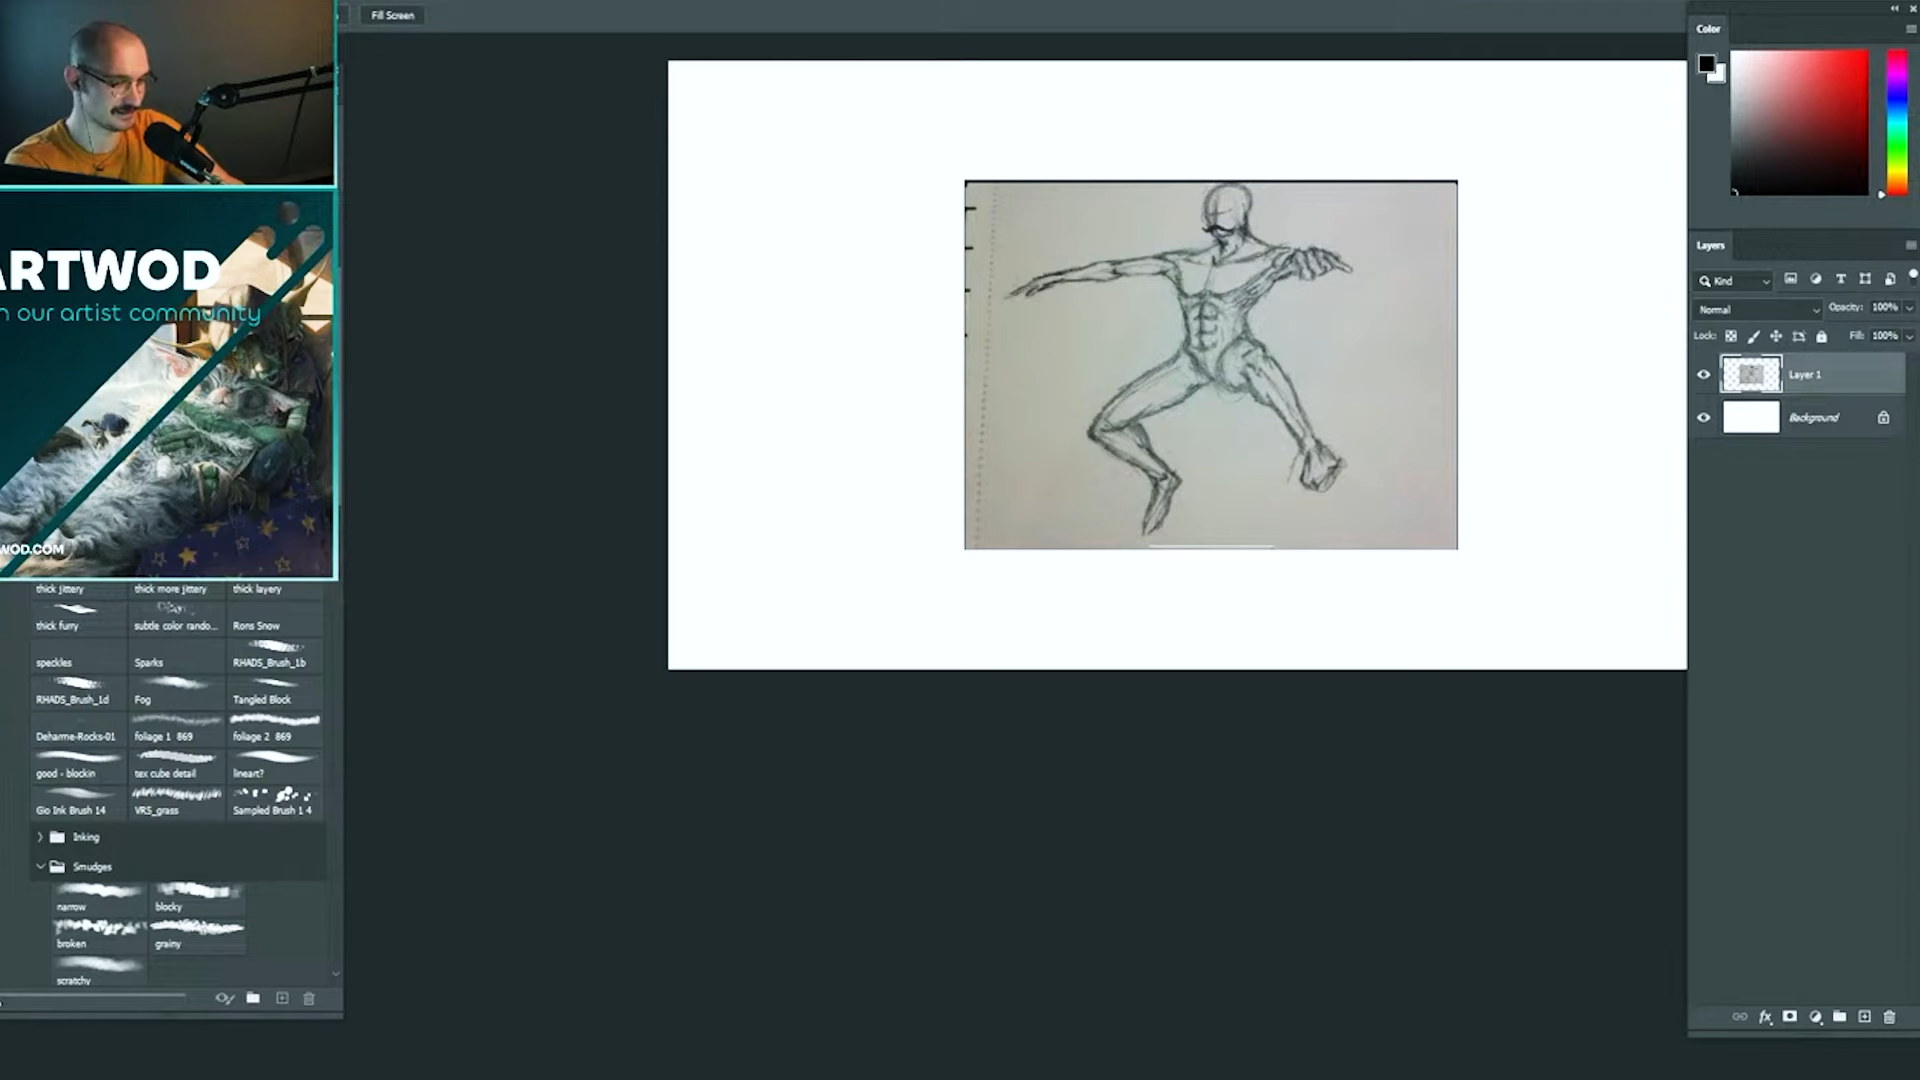 Fill Screen
Color
ARTWOD
n our artist community
WOD.COM
Layers
Kind
Normal
Opacity: 100%
Lock:
Fill: 100%
Layer 1
Background
thick jittery
thick more jittery
thick layery
thick furry
subtle color rando...
Rons Snow
speckles
Sparks
RHADS_Brush_1b
RHADS_Brush_1d
Fog
Tangled Block
Deharme-Rocks-01
foliage 1 869
foliage 2 869
good - blockin
tex cube detail
lineart?
Gio Ink Brush 14
VRS_grass
Sampled Brush 1 4
Inking
Smudges
narrow
blocky
broken
grainy
scratchy
fx